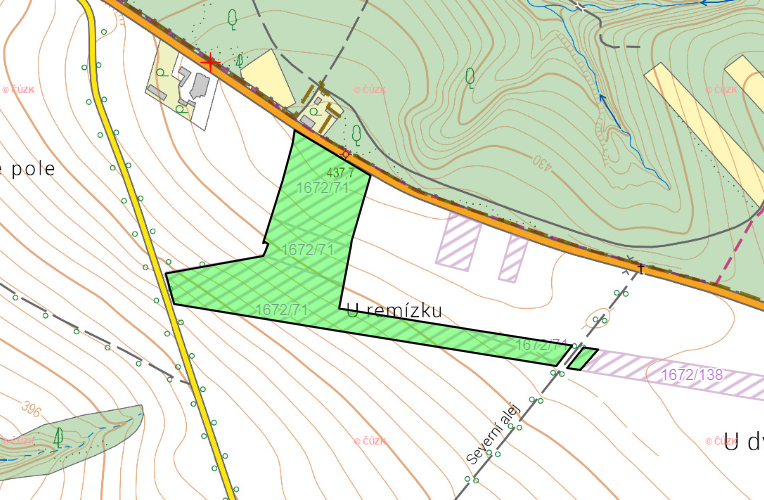 © ČÚZK
© ČÚZK
© ČÚZK
430
e pole
437,7
1672/71
1672/71
1672/71
U remízku
1672/71
1672/138
Severní alej
396
© ČÚZK
© ČÚZK
© ČÚZK
U dv